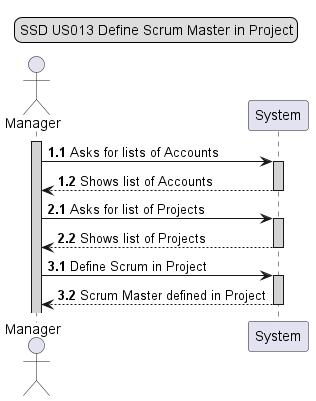 SSD US013 Define Scrum Master in Project
Manager
System
1.1 Asks for lists of Accounts
1.2 Shows list of Accounts
2.1 Asks for list of Projects
2.2 Shows list of Projects
3.1 Define Scrum in Project
3.2 Scrum Master defined in Project
Manager
System